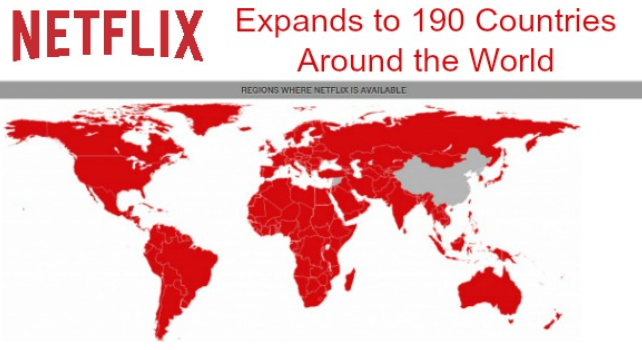 NETFLIX
Expands to 190 Countries
Around the World
REGIONS WHERE NETFLIX IS AVAILABLE